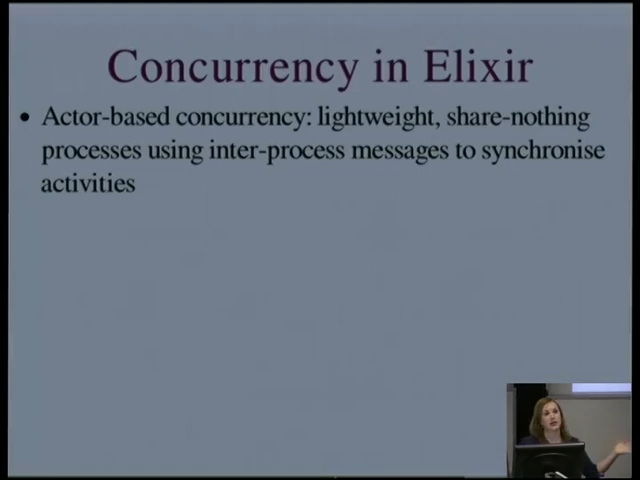 Concurrency in Elixir
• Actor-based concurrency: lightweight, share-nothing
processes using inter-process messages to synchronise
activities